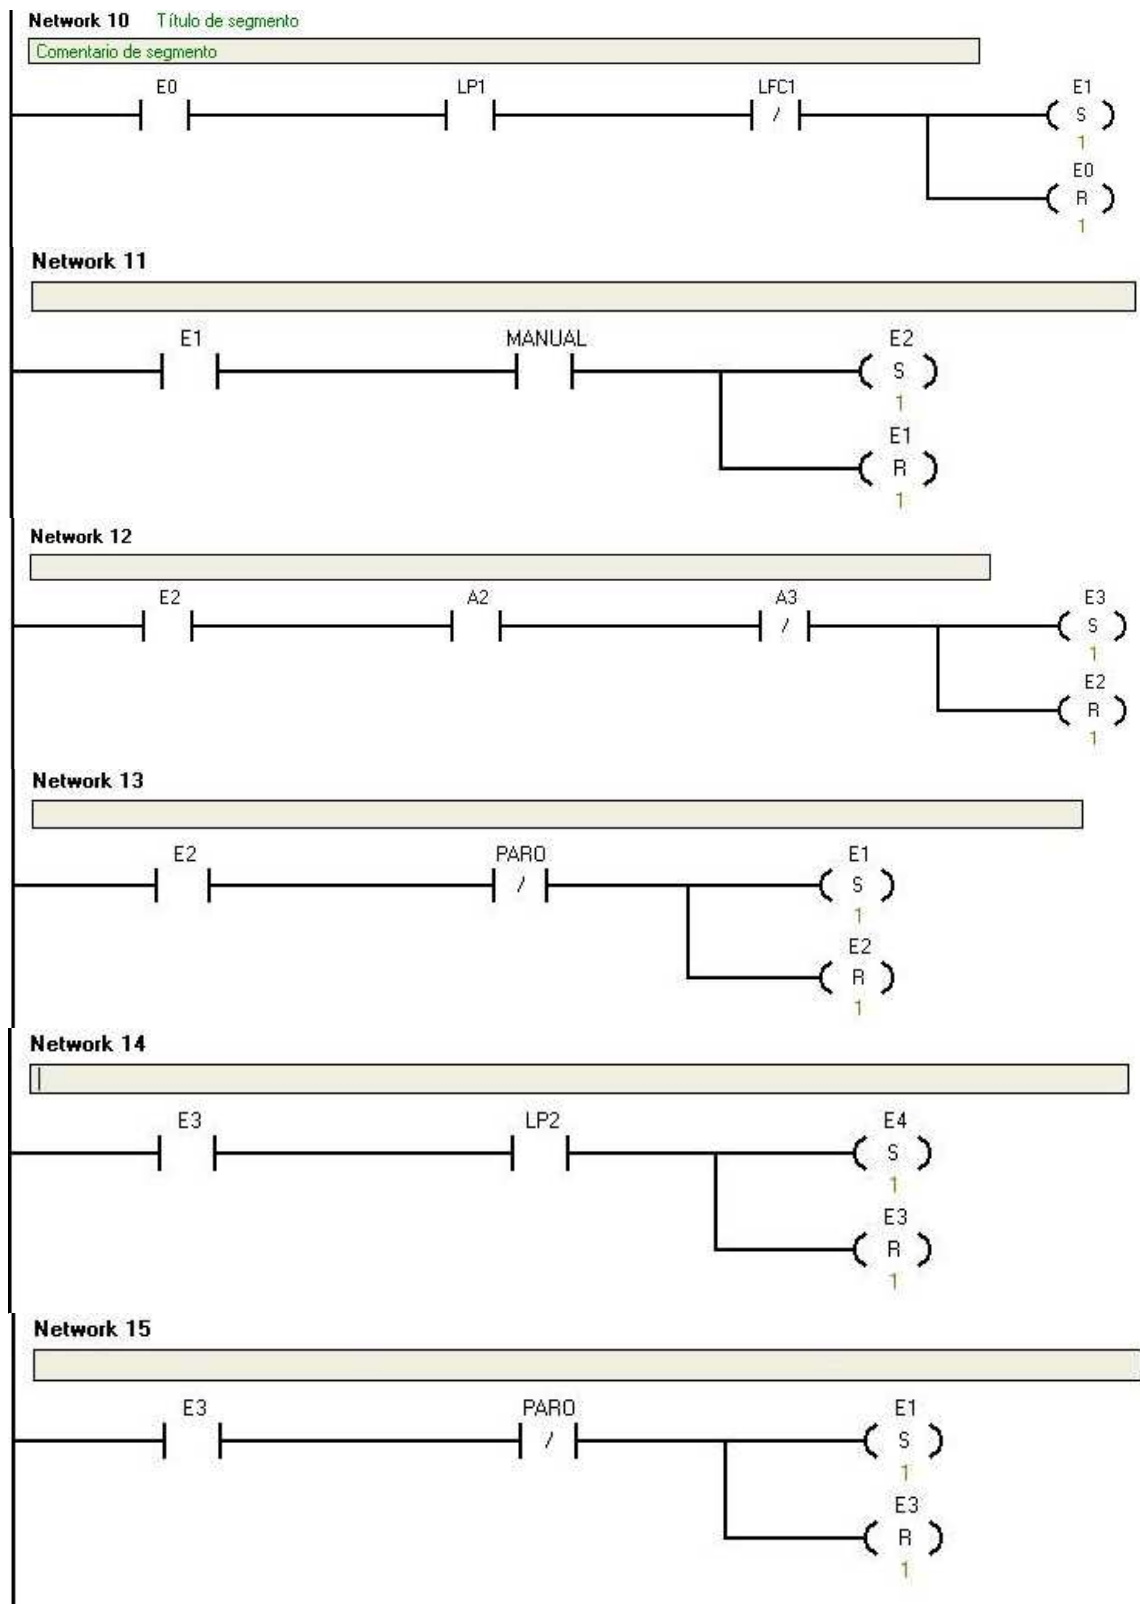 Network 10 Título de segmento
Comentario de segmento
E0 LP1 LFC1 E1
/ S
1
E0
R
1
Network 11
E1 MANUAL E2
S
1
E1
R
1
Network 12
E2 A2 A3 E3
/ S
1
E2
R
1
Network 13
E2 PARO E1
/ S
1
E2
R
1
Network 14
E3 LP2 E4
S
1
E3
R
1
Network 15
E3 PARO E1
/ S
1
E3
R
1